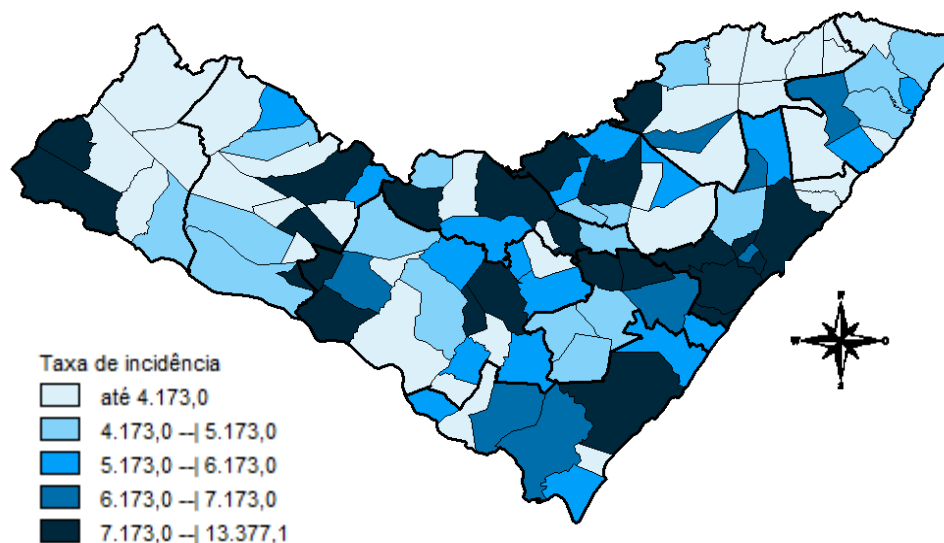 Taxa de incidência
até 4.173,0
4.173,0 --| 5.173,0
5.173,0 --| 6.173,0
6.173,0 --| 7.173,0
7.173,0 --| 13.377,1